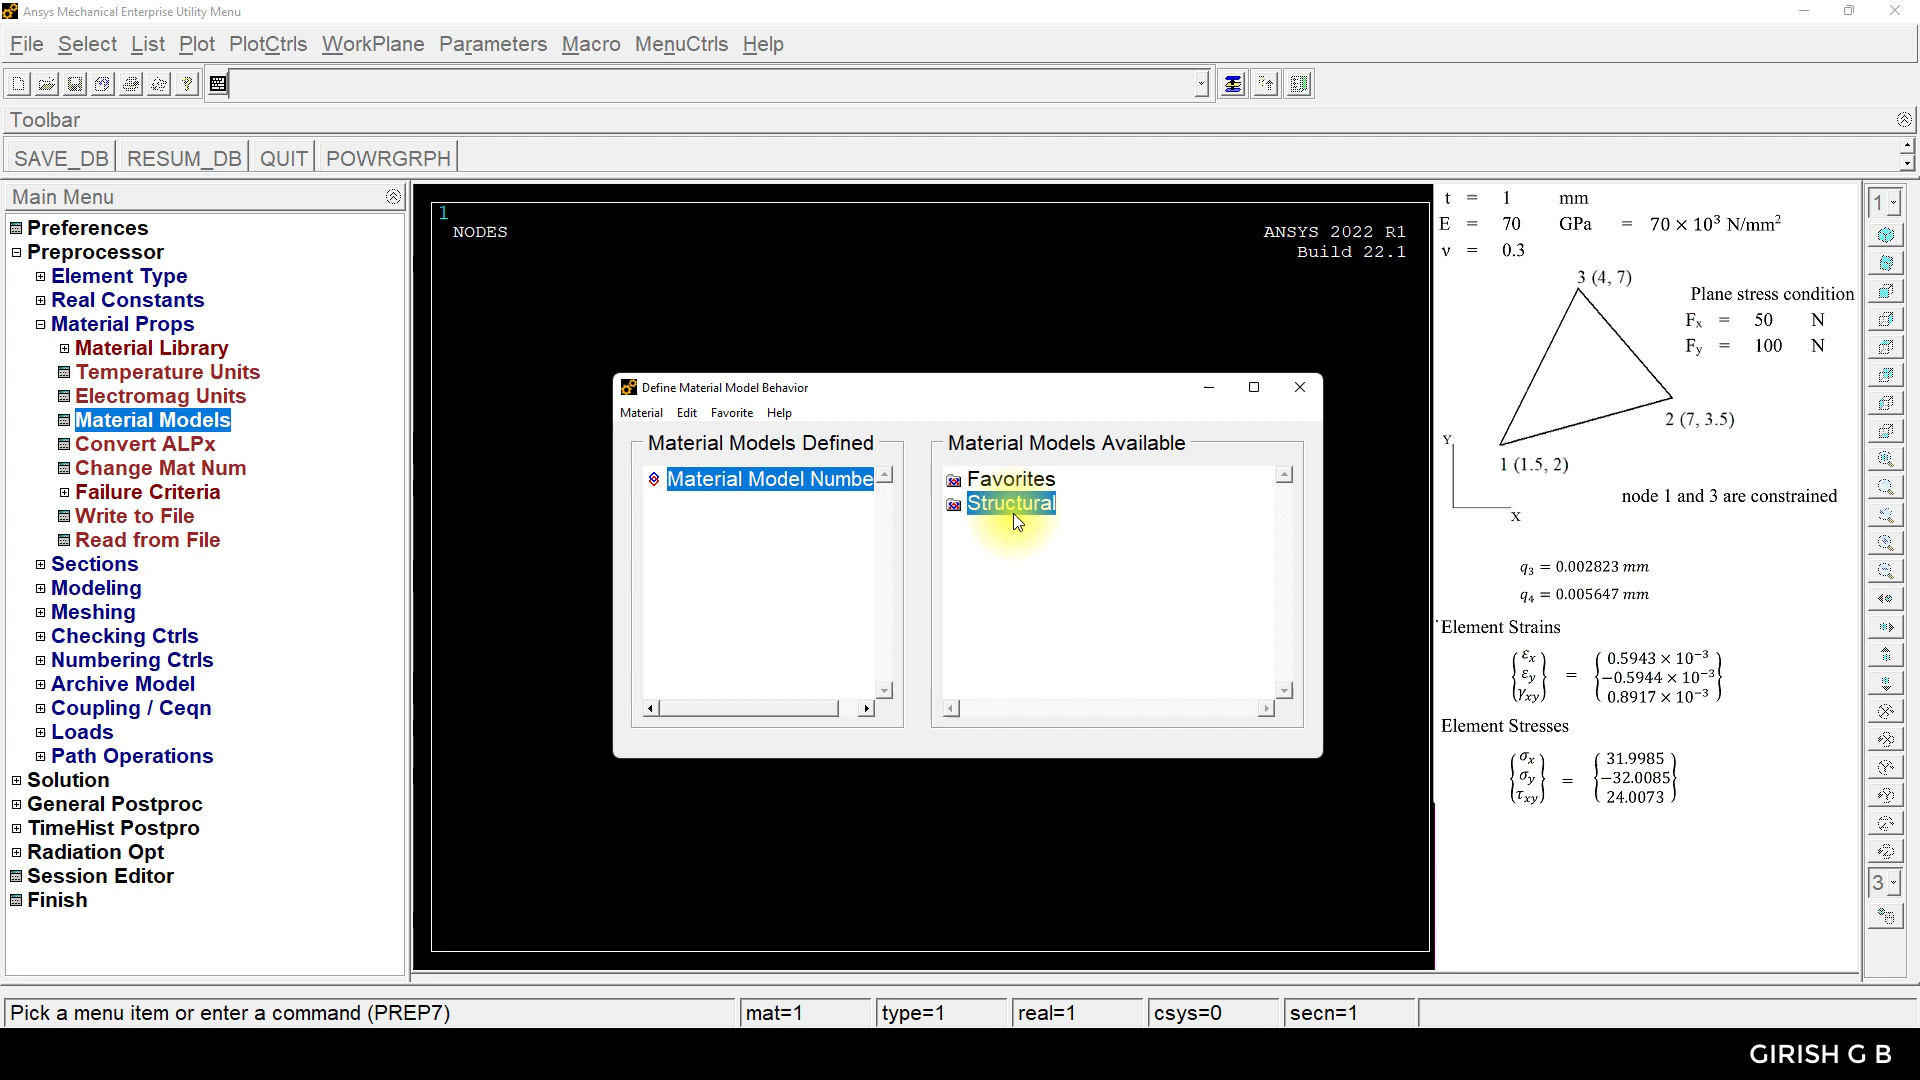 Ansys Mechanical Enterprise Utility Menu
File Select List Plot PlotCtrls WorkPlane Parameters Macro MenuCtrls Help
Toolbar
SAVE_DB RESUM_DB QUIT POWRGRPH
Main Menu
Preferences
Preprocessor
Element Type
Real Constants
Material Props
Material Library
Temperature Units
Electromag Units
Material Models
Convert ALPx
Change Mat Num
Failure Criteria
Write to File
Read from File
Sections
Modeling
Meshing
Checking Ctrls
Numbering Ctrls
Archive Model
Coupling / Ceqn
Loads
Path Operations
Solution
General Postproc
TimeHist Postpro
Radiation Opt
Session Editor
Finish
1
NODES
ANSYS 2022 R1
Build 22.1
Define Material Model Behavior
Material Edit Favorite Help
Material Models Defined
Material Model Numbe
Material Models Available
Favorites
Structural
t = 1 mm
E = 70 GPa = 70 × 10³ N/mm²
ν = 0.3
3 (4, 7)
Plane stress condition
Fₓ = 50 N
Fᵧ = 100 N
2 (7, 3.5)
Y
1 (1.5, 2)
node 1 and 3 are constrained
X
q₃ = 0.002823 mm
q₄ = 0.005647 mm
Element Strains
εₓ
εᵧ
γₓᵧ
=
0.5943 × 10⁻³
−0.5944 × 10⁻³
0.8917 × 10⁻³
Element Stresses
σₓ
σᵧ
τₓᵧ
=
31.9985
−32.0085
24.0073
1
3
Pick a menu item or enter a command (PREP7)
mat=1 type=1 real=1 csys=0 secn=1
GIRISH G B